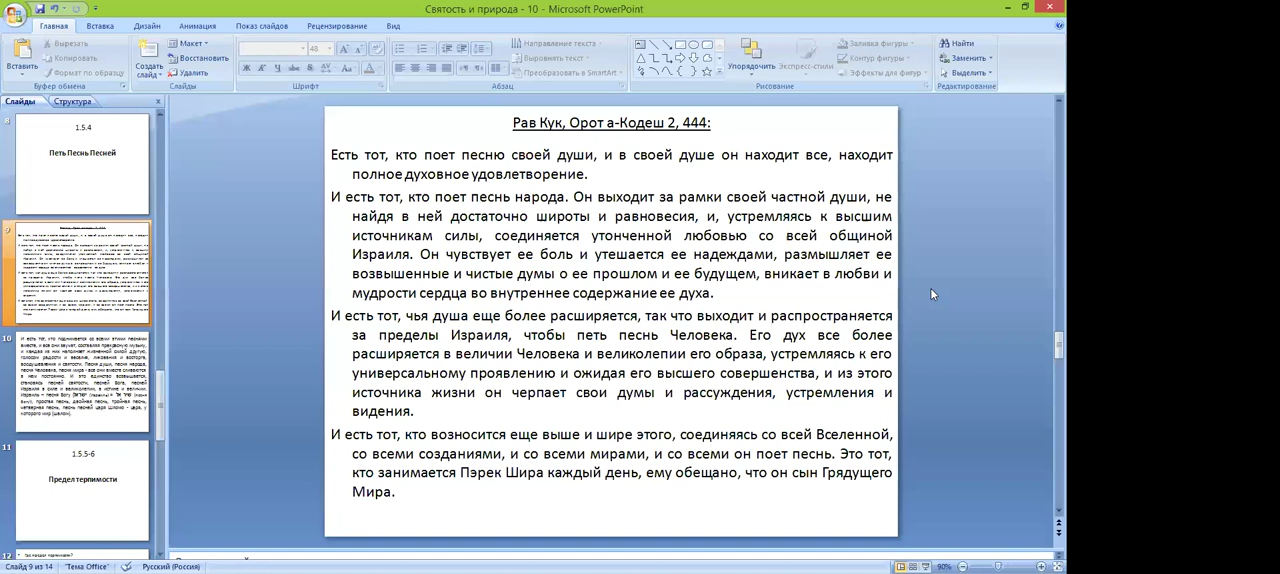 Святость и природа - 10 - Microsoft PowerPoint
Главная Вставка Дизайн Анимация Показ слайдов Рецензирование Вид
Вставить
Вырезать
Копировать
Формат по образцу
Буфер обмена
Создать слайд
Макет
Восстановить
Удалить
Слайды
48
Шрифт
Направление текста
Выровнять текст
Преобразовать в SmartArt
Абзац
Упорядочить
Экспресс-стили
Заливка фигуры
Контур фигуры
Эффекты для фигур
Рисование
Найти
Заменить
Выделить
Редактирование
Слайды Структура
8
1.5.4
Петь Песнь Песней
9
10
11
1.5.5-6
Предел терпимости
12
Рав Кук, Орот а-Кодеш 2, 444:
Есть тот, кто поет песню своей души, и в своей душе он находит все, находит
полное духовное удовлетворение.
И есть тот, кто поет песнь народа. Он выходит за рамки своей частной души, не
найдя в ней достаточно широты и равновесия, и, устремляясь к высшим
источникам силы, соединяется утонченной любовью со всей общиной
Израиля. Он чувствует ее боль и утешается ее надеждами, размышляет ее
возвышенные и чистые думы о ее прошлом и ее будущем, вникает в любви и
мудрости сердца во внутреннее содержание ее духа.
И есть тот, чья душа еще более расширяется, так что выходит и распространяется
за пределы Израиля, чтобы петь песнь Человека. Его дух все более
расширяется в величии Человека и великолепии его образа, устремляясь к его
универсальному проявлению и ожидая его высшего совершенства, и из этого
источника жизни он черпает свои думы и рассуждения, устремления и
видения.
И есть тот, кто возносится еще выше и шире этого, соединяясь со всей Вселенной,
со всеми созданиями, и со всеми мирами, и со всеми он поет песнь. Это тот,
кто занимается Пэрек Шира каждый день, ему обещано, что он сын Грядущего
Мира.
Слайд 9 из 14 "Тема Office" Русский (Россия) 90%